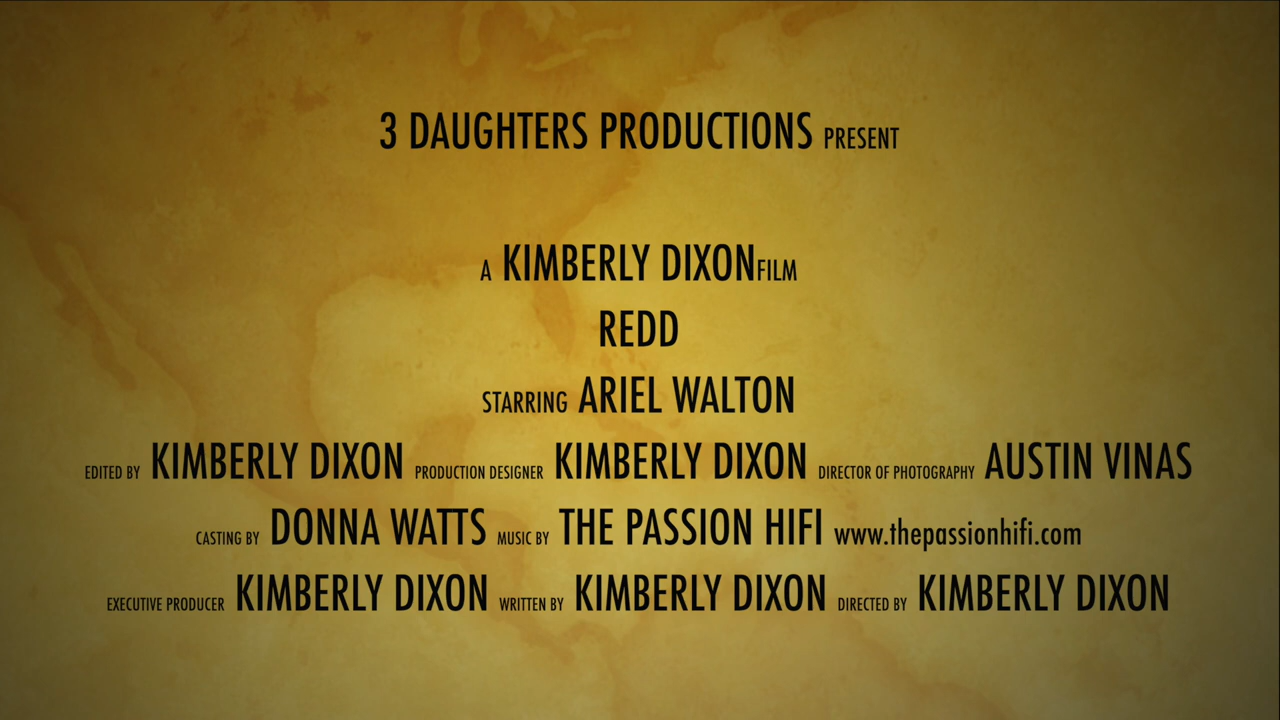 3 DAUGHTERS PRODUCTIONS PRESENT
A KIMBERLY DIXONFILM
REDD
STARRING ARIEL WALTON
EDITED BY KIMBERLY DIXON PRODUCTION DESIGNER KIMBERLY DIXON DIRECTOR OF PHOTOGRAPHY AUSTIN VINAS
CASTING BY DONNA WATTS MUSIC BY THE PASSION HIFI www.thepassionhifi.com
EXECUTIVE PRODUCER KIMBERLY DIXON WRITTEN BY KIMBERLY DIXON DIRECTED BY KIMBERLY DIXON